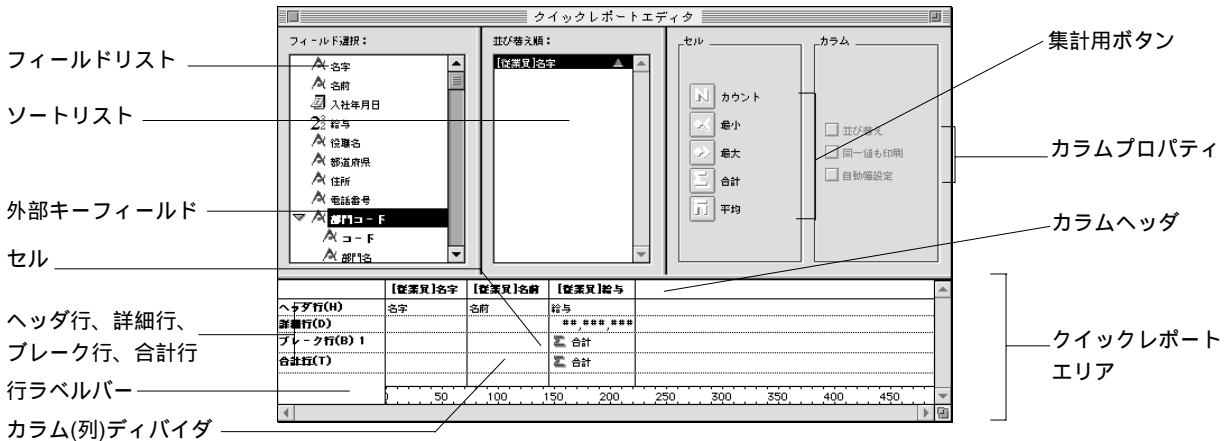 クイックレポートエディタ
フィールド選択：
並び替え順：
セル
カラム
集計用ボタン
フィールドリスト
名字
[従業員]名字
名前
カウント
ソートリスト
入社年月日
給与
最小
並び替え
役職名
カラムプロパティ
都道府県
最大
同一値も印刷
住所
合計
自動幅設定
電話番号
外部キーフィールド
部門コード
平均
カラムヘッダ
コード
セル
部門名
[従業員]名字
[従業員]名前
[従業員]給与
ヘッダ行(H)
名字
名前
給与
ヘッダ行、詳細行、
ブレーク行、合計行
詳細行(D)
##,###,###
ブレーク行(B) 1
合計
クイックレポート
エリア
合計行(T)
合計
行ラベルバー
50 100 150 200 250 300 350 400 450
カラム(列)ディバイダ